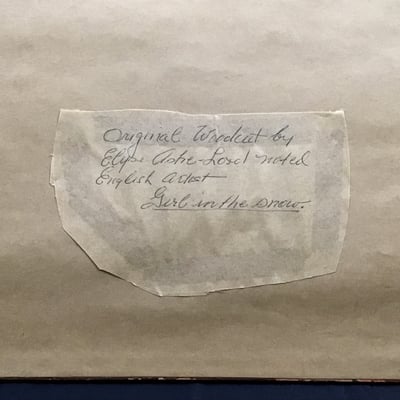 Original Woodcut by
Elyse Ashe-Lord noted
English Artist
Girl in the snow.